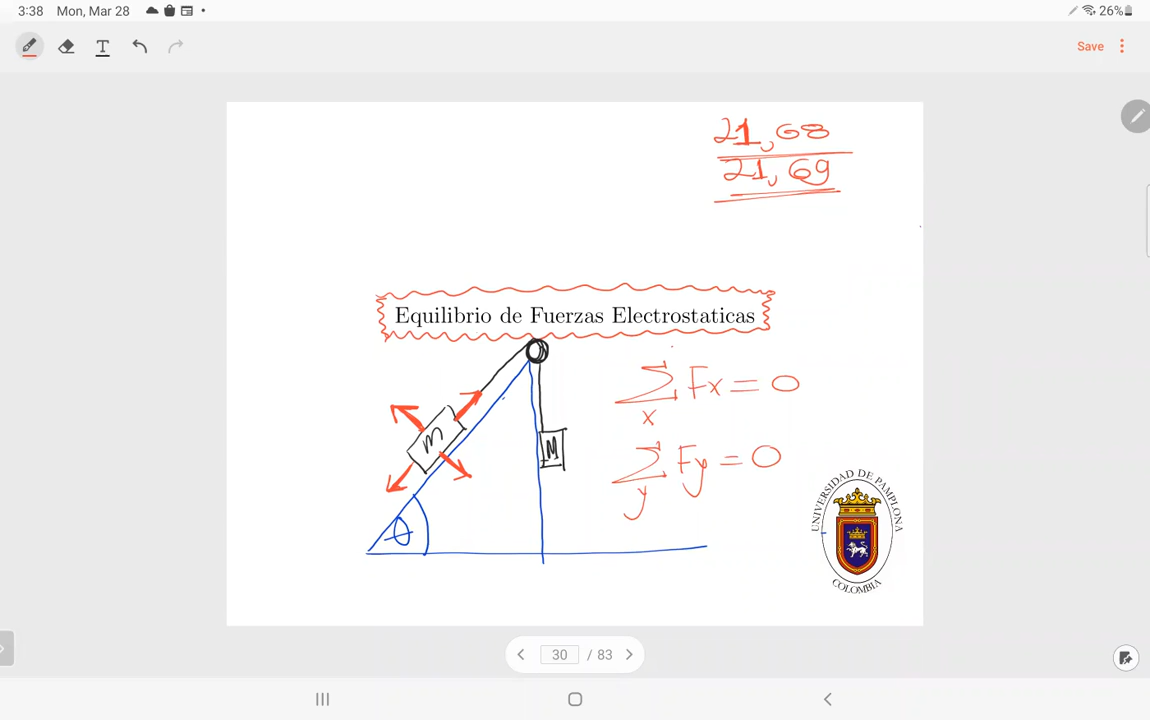 3:38 Mon, Mar 28
26%
T
Save
21,68
21,69
Equilibrio de Fuerzas Electrostaticas
Σ Fx = 0
x
m
M
Σ Fy = 0
y
θ
UNIVERSIDAD DE PAMPLONA
COLOMBIA
30 / 83